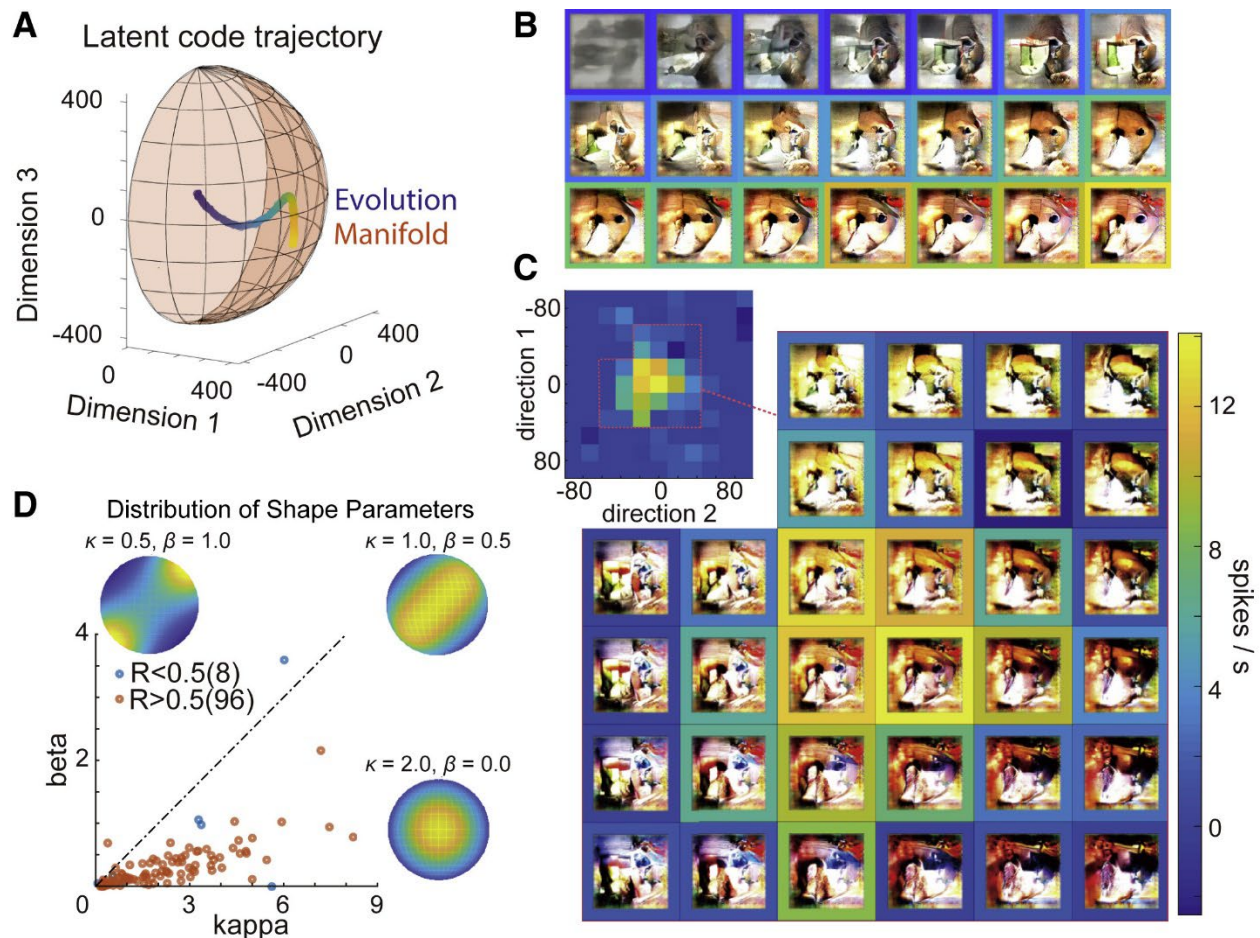 A
Latent code trajectory
400
0
-400
Dimension 3
Evolution
Manifold
0
400
Dimension 1
-400
0
400
Dimension 2
B
C
-80
0
80
direction 1
-80
0
80
direction 2
12
8
4
0
spikes / s
D
Distribution of Shape Parameters
κ = 0.5, β = 1.0
κ = 1.0, β = 0.5
4
R<0.5(8)
R>0.5(96)
2
beta
κ = 2.0, β = 0.0
0
0
3
6
9
kappa